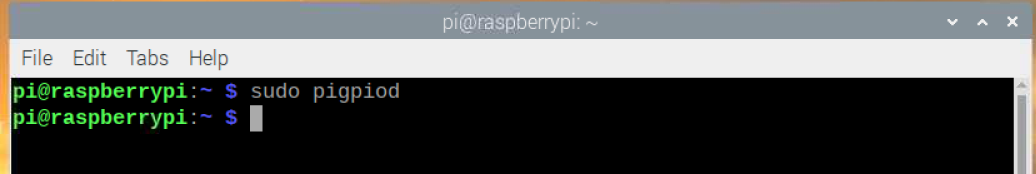 pi@raspberrypi: ~
File Edit Tabs Help
pi@raspberrypi:~ $ sudo pigpiod
pi@raspberrypi:~ $